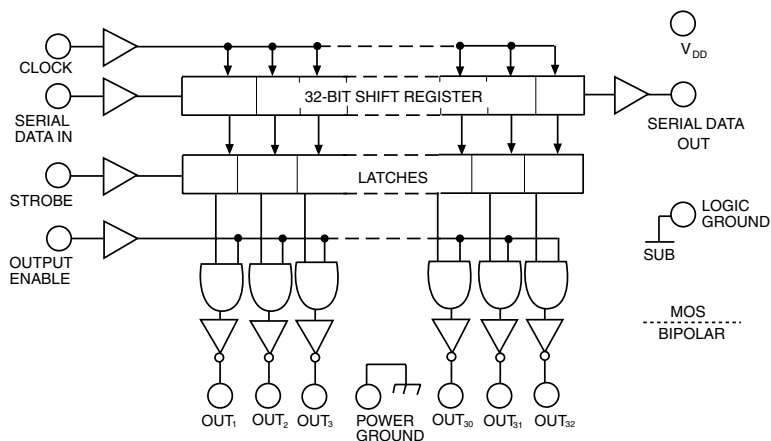 CLOCK
V DD
32-BIT SHIFT REGISTER
SERIAL
DATA IN
SERIAL DATA
OUT
LATCHES
STROBE
LOGIC
GROUND
SUB
OUTPUT
ENABLE
MOS
BIPOLAR
OUT1
OUT2
OUT3
POWER
GROUND
OUT30
OUT31
OUT32